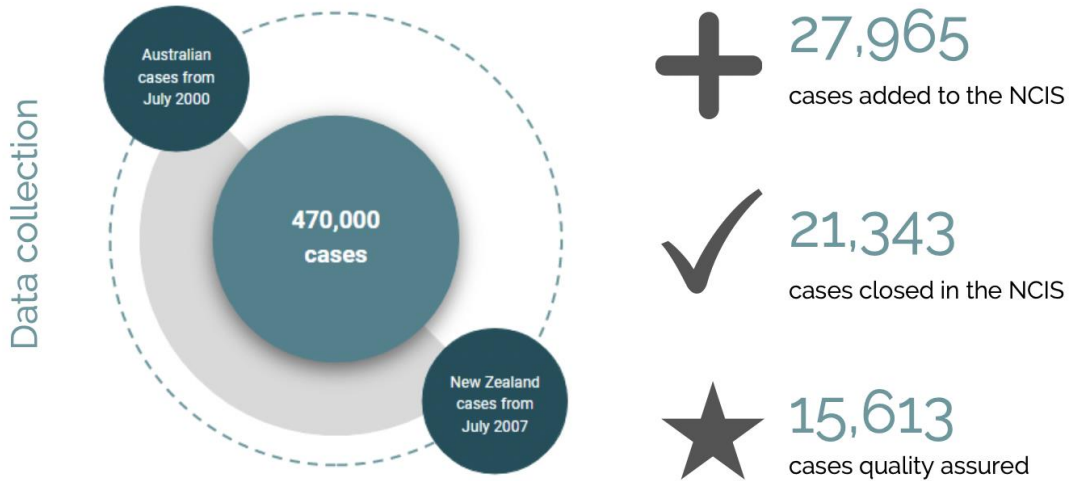 Data collection
Australian
cases from
July 2000
470,000
cases
New Zealand
cases from
July 2007
27,965
cases added to the NCIS
21,343
cases closed in the NCIS
15,613
cases quality assured